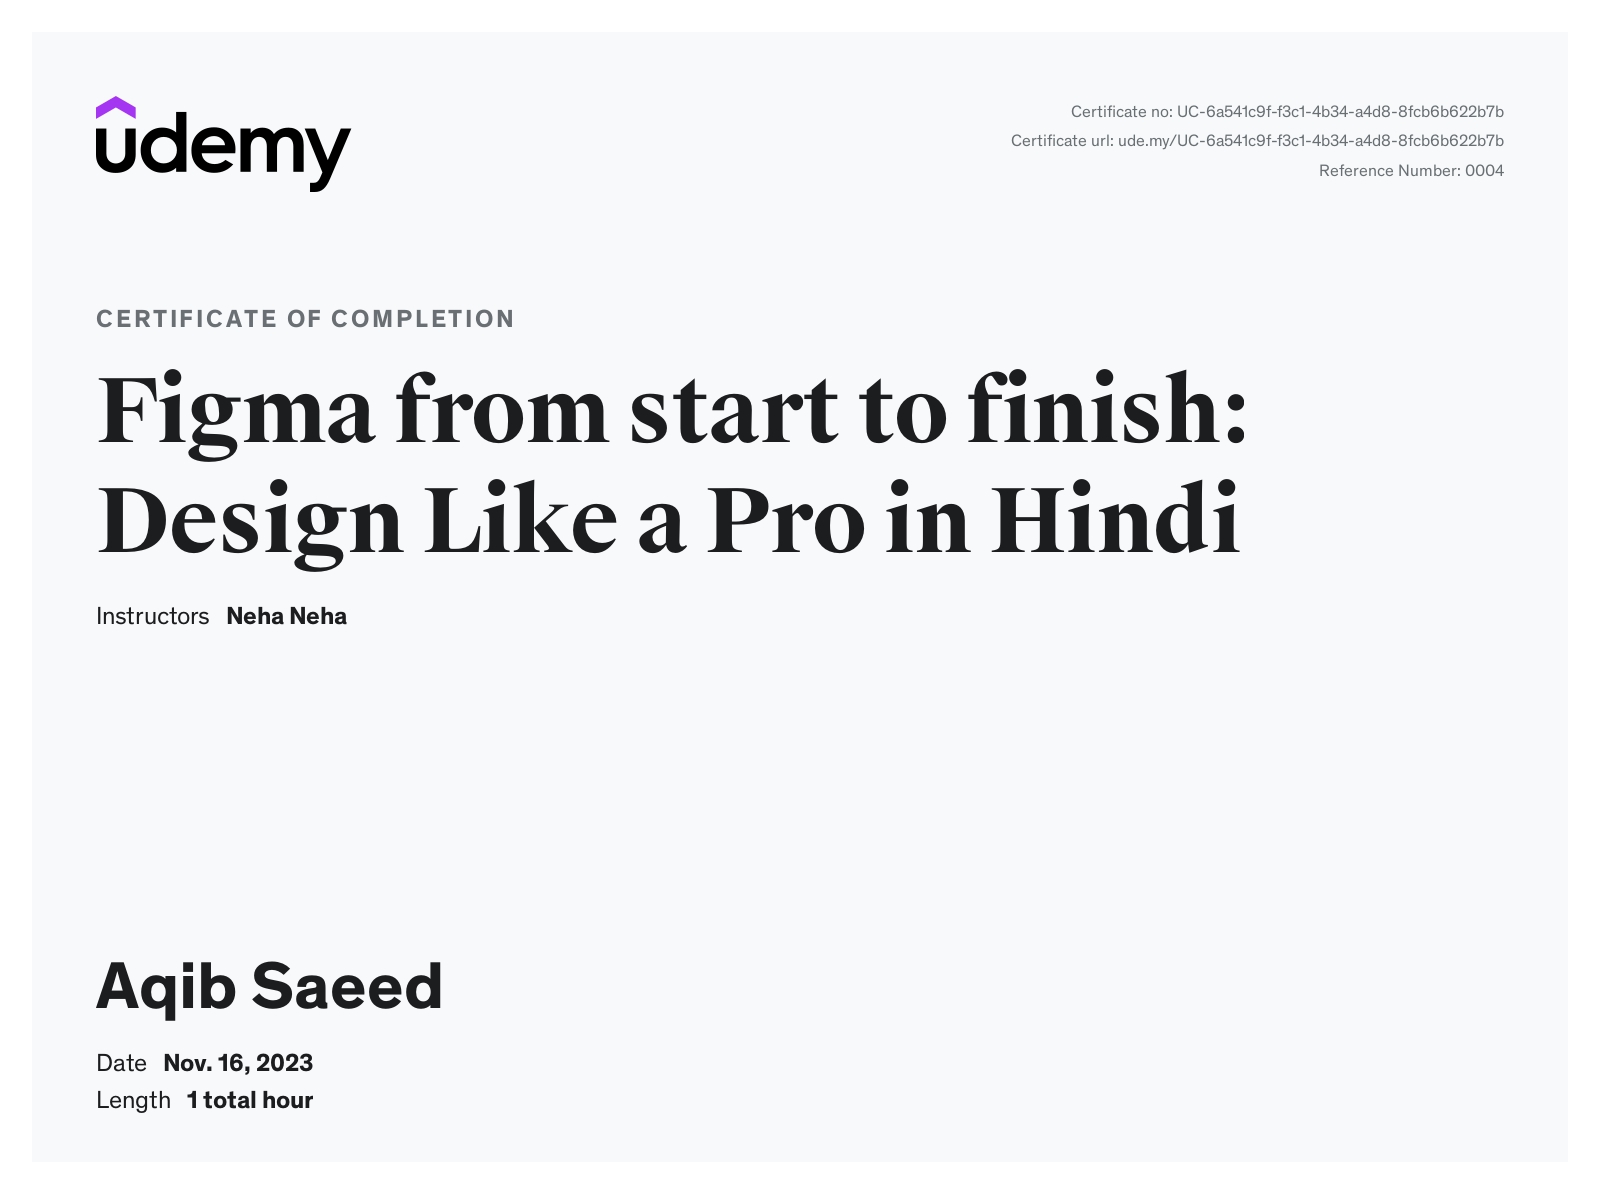 udemy
Certificate no: UC-6a541c9f-f3c1-4b34-a4d8-8fcb6b622b7b
Certificate url: ude.my/UC-6a541c9f-f3c1-4b34-a4d8-8fcb6b622b7b
Reference Number: 0004
CERTIFICATE OF COMPLETION
Figma from start to finish:
Design Like a Pro in Hindi
Instructors Neha Neha
Aqib Saeed
Date Nov. 16, 2023
Length 1 total hour